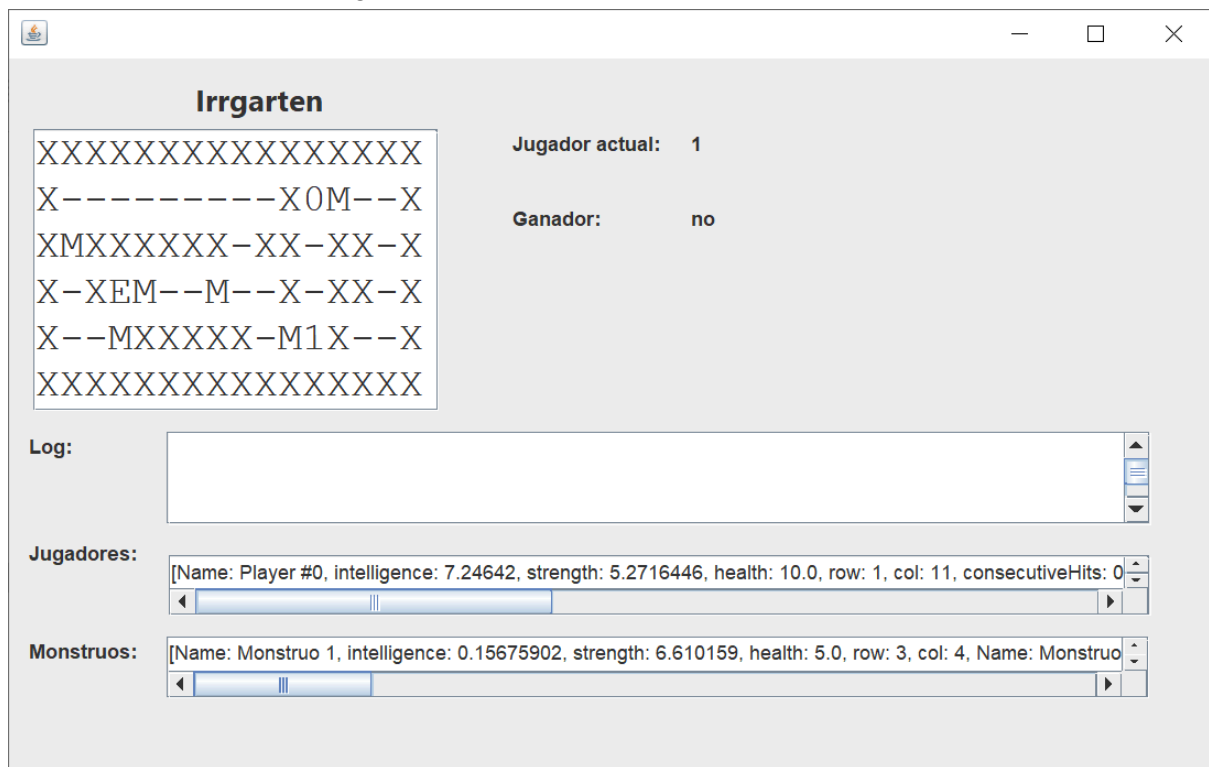 Irrgarten
XXXXXXXXXXXXXXXX
X---------X0M--X
XMXXXXXX-XX-XX-X
X-XEM--M--X-XX-X
X--MXXXXX-M1X--X
XXXXXXXXXXXXXXXX
Jugador actual: 1
Ganador: no
Log:
Jugadores:
[Name: Player #0, intelligence: 7.24642, strength: 5.2716446, health: 10.0, row: 1, col: 11, consecutiveHits: 0
Monstruos:
[Name: Monstruo 1, intelligence: 0.15675902, strength: 6.610159, health: 5.0, row: 3, col: 4, Name: Monstruo